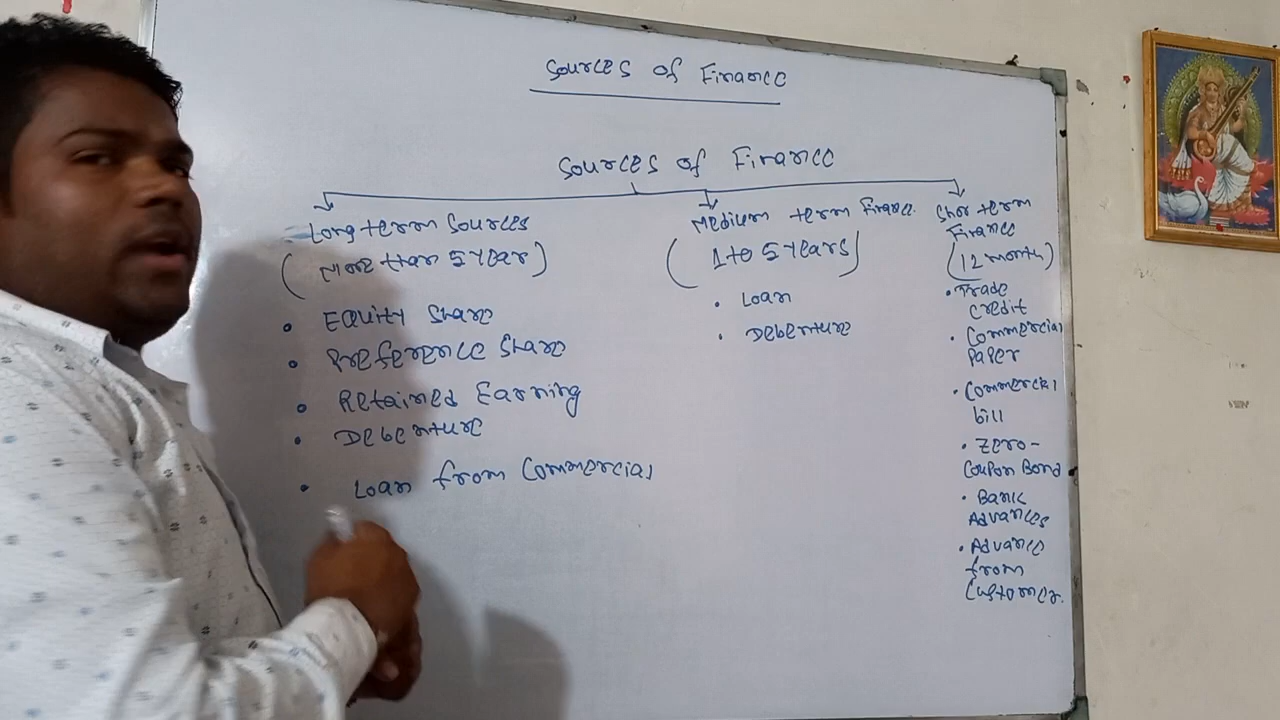 Sources of Finance
Sources of Finance
Long term Sources
(More than 5 Year)
• Equity Share
• Preference Share
• Retained Earning
• Debenture
• Loan from Commercial
Medium term Finance.
(1 to 5 Years)
• Loan
• Debenture
Shor term
Finance
(12 month)
• Trade
Credit
• Commercial
Paper
• Commercial
bill
• Zero-
Coupon Bond
• Bank
Advances
• Advance
from
Customer.